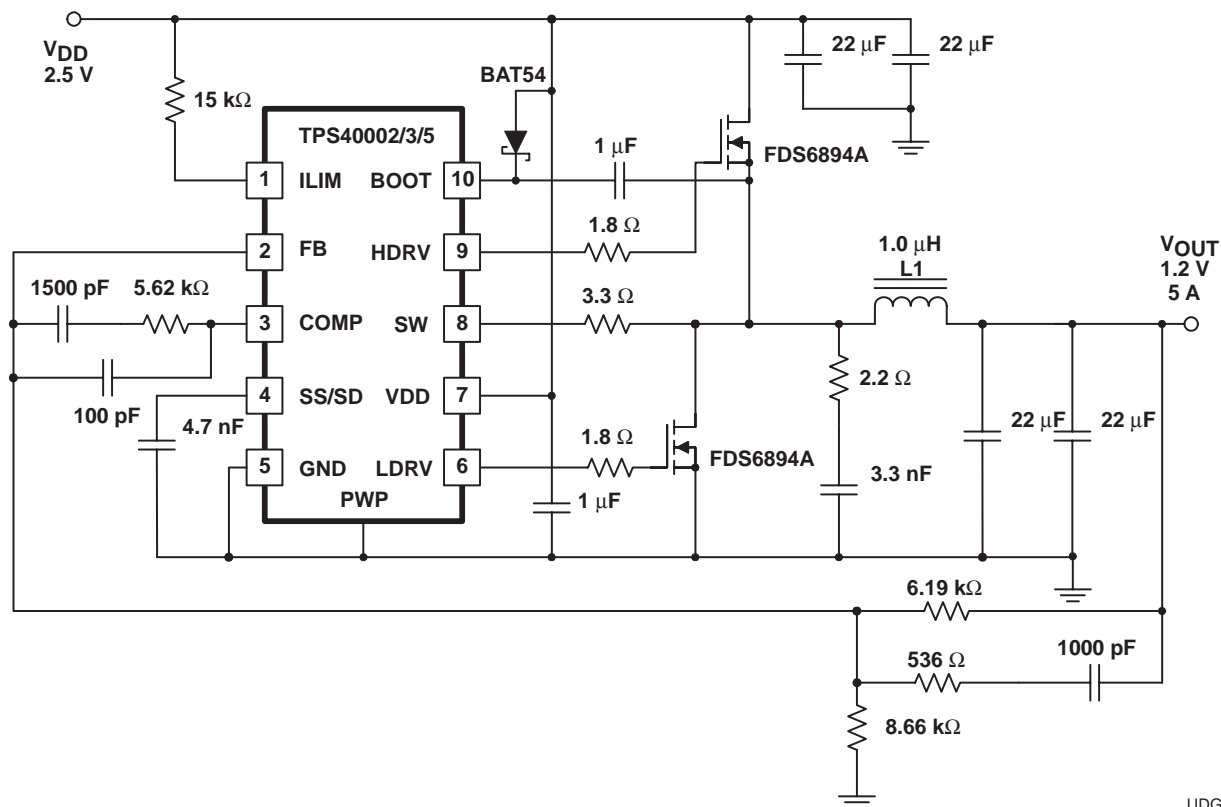 VDD
2.5 V
15 kΩ
BAT54
22 μF
22 μF
TPS40002/3/5
1 μF
FDS6894A
1 ILIM BOOT 10
1.8 Ω
2 FB HDRV 9
1.0 μH
L1
VOUT
1.2 V
5 A
1500 pF 5.62 kΩ
3.3 Ω
3 COMP SW 8
2.2 Ω
100 pF
4 SS/SD VDD 7
4.7 nF
1.8 Ω
22 μF
22 μF
FDS6894A
5 GND LDRV 6
3.3 nF
PWP
1 μF
6.19 kΩ
536 Ω
1000 pF
8.66 kΩ
UDG